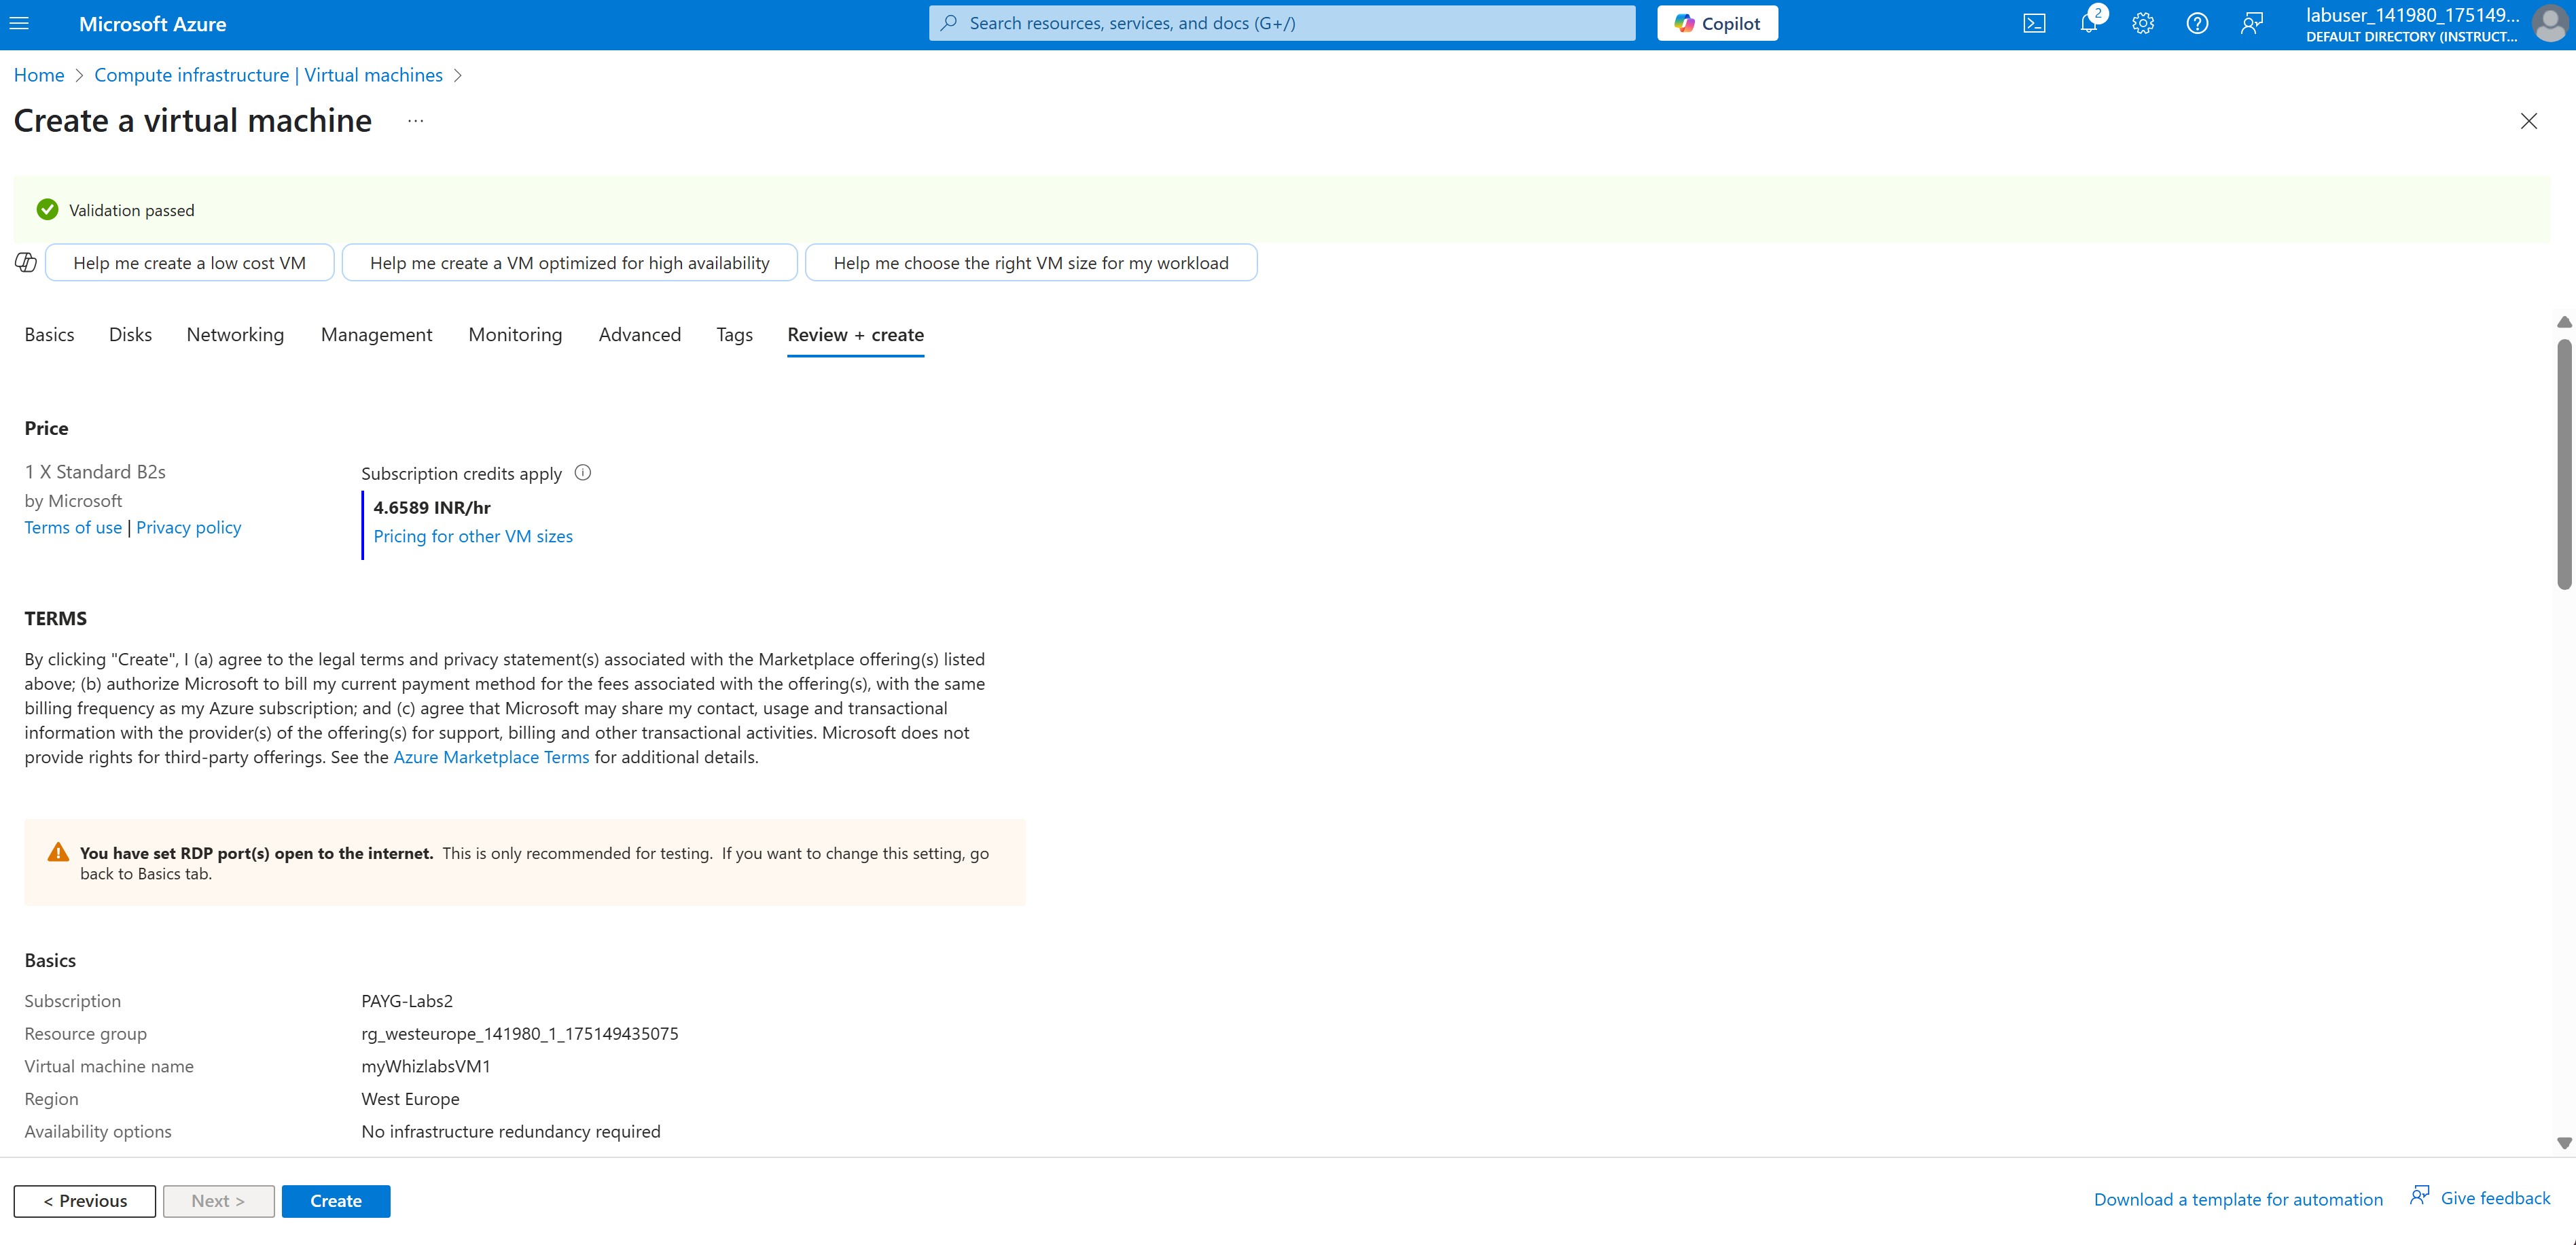 Microsoft Azure
Search resources, services, and docs (G+/)
Copilot
2
labuser_141980_175149...
DEFAULT DIRECTORY (INSTRUCT...
Home > Compute infrastructure | Virtual machines >
Create a virtual machine ...
Validation passed
Help me create a low cost VM
Help me create a VM optimized for high availability
Help me choose the right VM size for my workload
Basics Disks Networking Management Monitoring Advanced Tags Review + create
Price
1 X Standard B2s
by Microsoft
Terms of use | Privacy policy
Subscription credits apply
4.6589 INR/hr
Pricing for other VM sizes
TERMS
By clicking "Create", I (a) agree to the legal terms and privacy statement(s) associated with the Marketplace offering(s) listed
above; (b) authorize Microsoft to bill my current payment method for the fees associated with the offering(s), with the same
billing frequency as my Azure subscription; and (c) agree that Microsoft may share my contact, usage and transactional
information with the provider(s) of the offering(s) for support, billing and other transactional activities. Microsoft does not
provide rights for third-party offerings. See the Azure Marketplace Terms for additional details.
You have set RDP port(s) open to the internet. This is only recommended for testing. If you want to change this setting, go
back to Basics tab.
Basics
Subscription PAYG-Labs2
Resource group rg_westeurope_141980_1_175149435075
Virtual machine name myWhizlabsVM1
Region West Europe
Availability options No infrastructure redundancy required
< Previous
Next >
Create
Download a template for automation
Give feedback